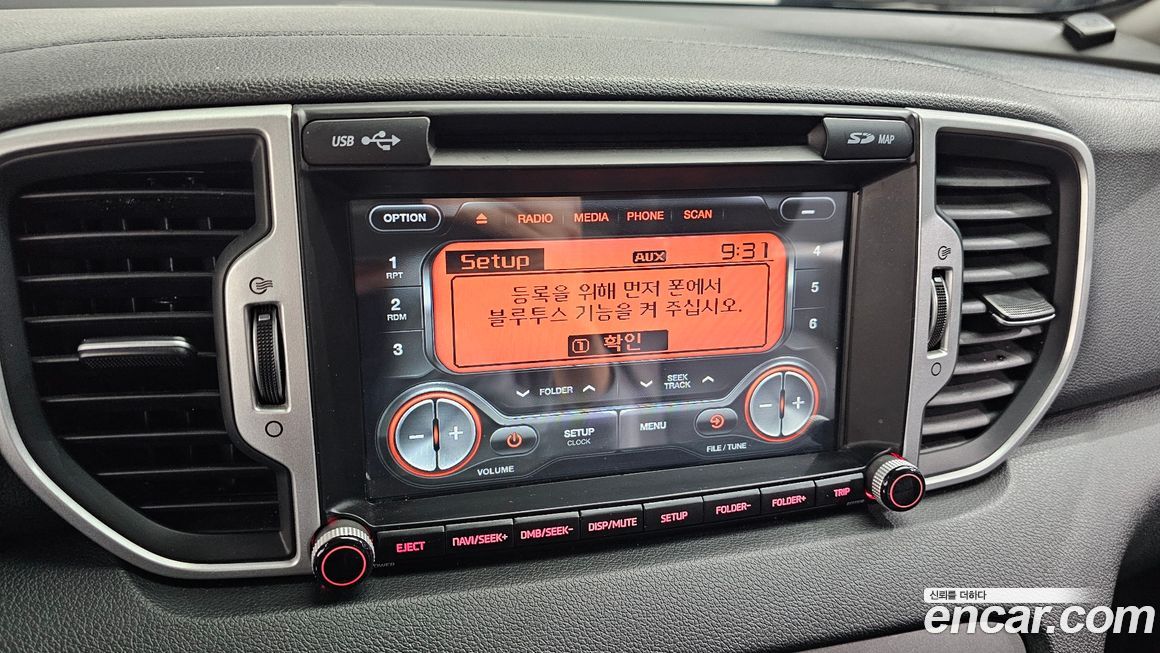 USB
SD MAP
OPTION
RADIO
MEDIA
PHONE
SCAN
1
RPT
2
RDM
3
Setup
AUX
9:31
등록을 위해 먼저 폰에서
블루투스 기능을 켜 주십시오.
1 확인
4
5
6
FOLDER
SEEK
TRACK
VOLUME
SETUP
CLOCK
MENU
FILE / TUNE
EJECT
NAVI/SEEK+
DMB/SEEK-
DISP/MUTE
SETUP
FOLDER-
FOLDER+
TRIP
신뢰를 더하다
encar.com